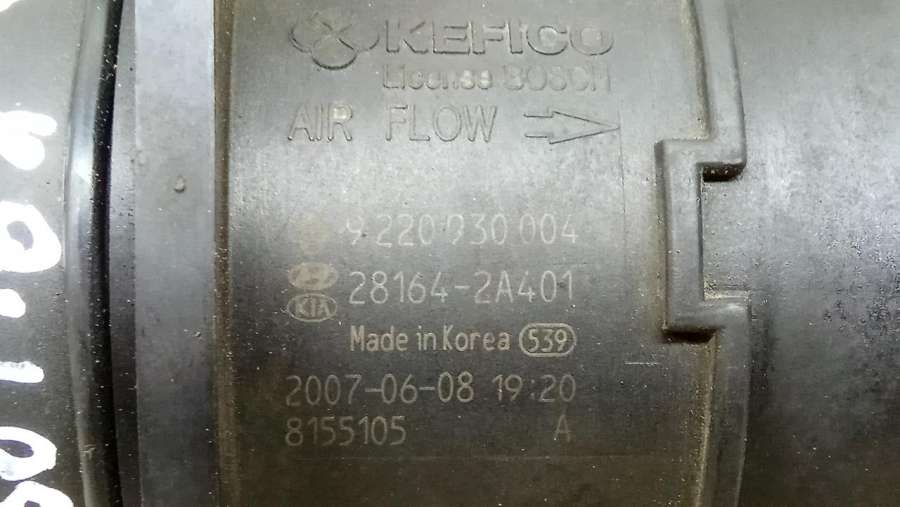 KEFICO
License BOSCH
AIR FLOW
9 220 930 004
28164-2A401
KIA
Made in Korea 539
2007-06-08 19:20
8155105 A